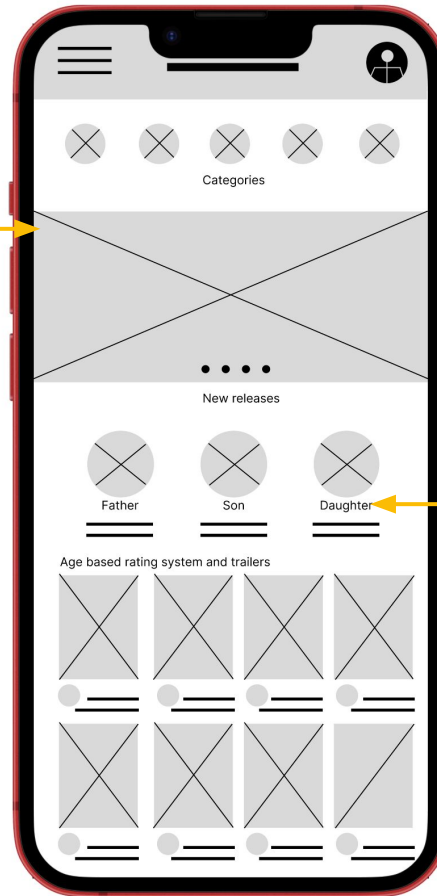 Categories
New releases
Father Son Daughter
Age based rating system and trailers